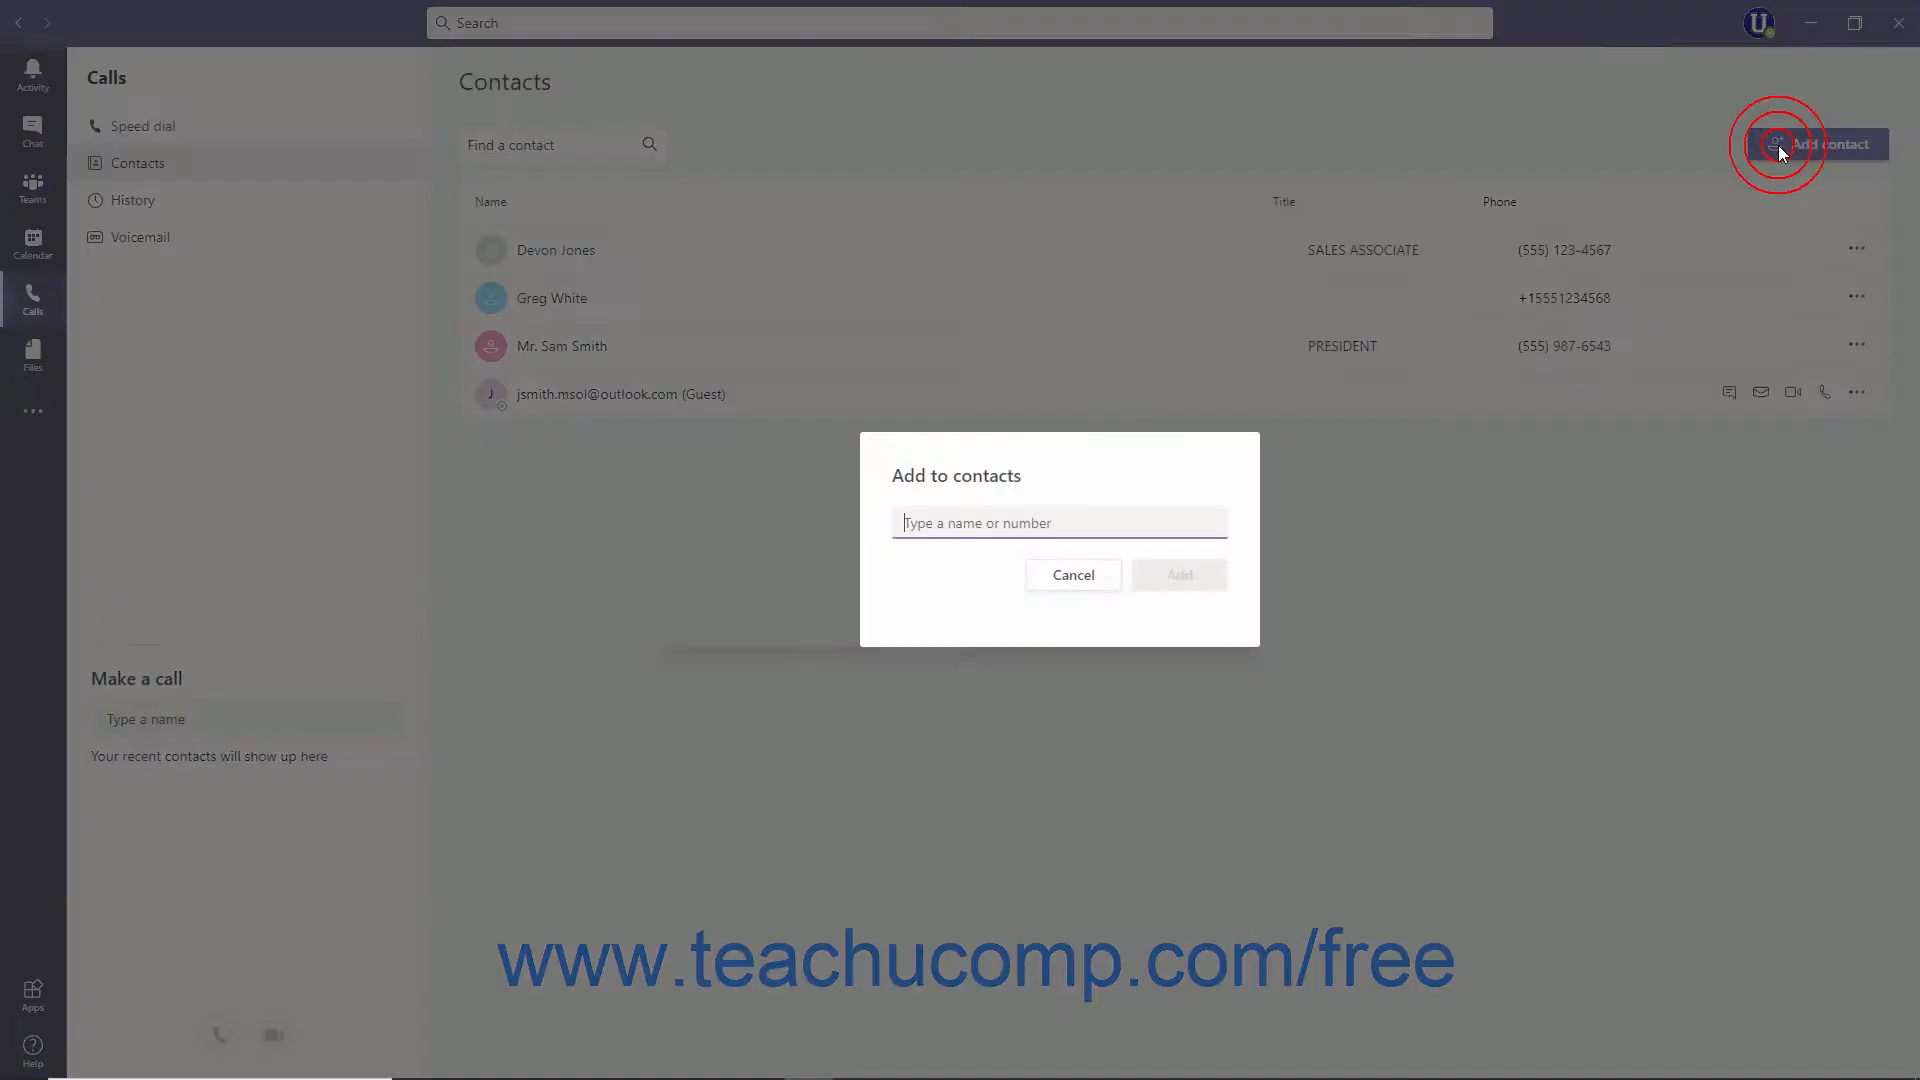 Search
U
Activity
Chat
Teams
Calendar
Calls
Files
Apps
Help
Calls
Speed dial
Contacts
History
Voicemail
Make a call
Type a name
Your recent contacts will show up here
Contacts
Find a contact
Add contact
Name Title Phone
Devon Jones SALES ASSOCIATE (555) 123-4567
Greg White +15551234568
Mr. Sam Smith PRESIDENT (555) 987-6543
J jsmith.msol@outlook.com (Guest)
Add to contacts
Type a name or number
Cancel Add
www.teachucomp.com/free